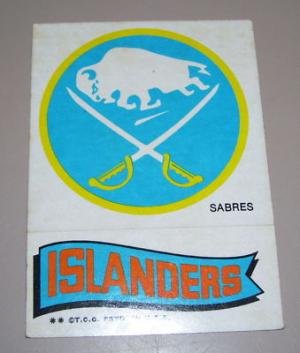 SABRES
ISLANDERS
** ©T.C.G.